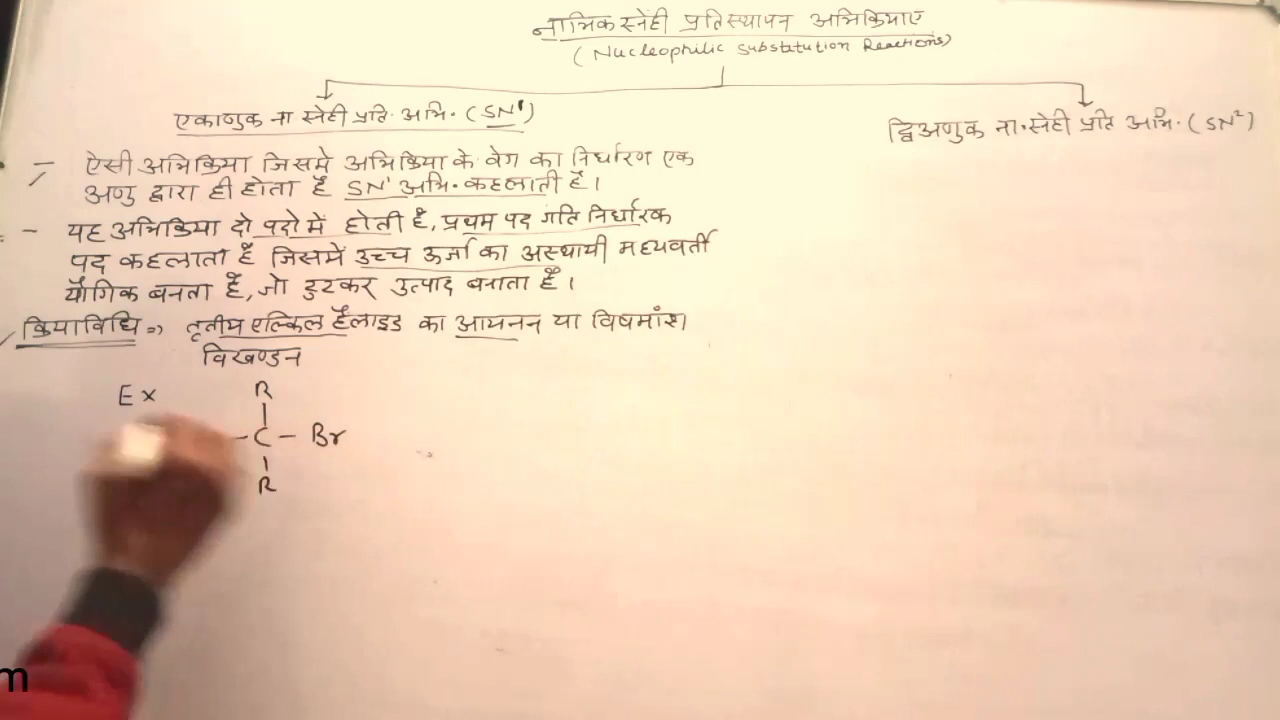 नाभिकस्नेही प्रतिस्थापन अभिक्रियाएं
(Nucleophilic Substetution Reactions)
एकाणुक ना स्नेही प्रति. अभि. (SN¹)
द्विअणुक ना.स्नेही प्रति अभि. (SN²)
- ऐसी अभिक्रिया जिसमे अभिक्रिया के वेग का निर्धारण एक
अणु द्वारा ही होता है SN¹ अभि. कहलाती है।
- यह अभिक्रिया दो पदो में होती है, प्रथम पद गति निर्धारक
पद कहलाता है जिसमें उच्च ऊर्जा का अस्थायी मध्यवर्ती
यौगिक बनता है, जो टुटकर उत्पाद बनाता है।
क्रियाविधि => तृतीय एल्किल हैलाइड का आयनन या विषमांश
विखण्डन
Ex
R
- C - Br
R
m